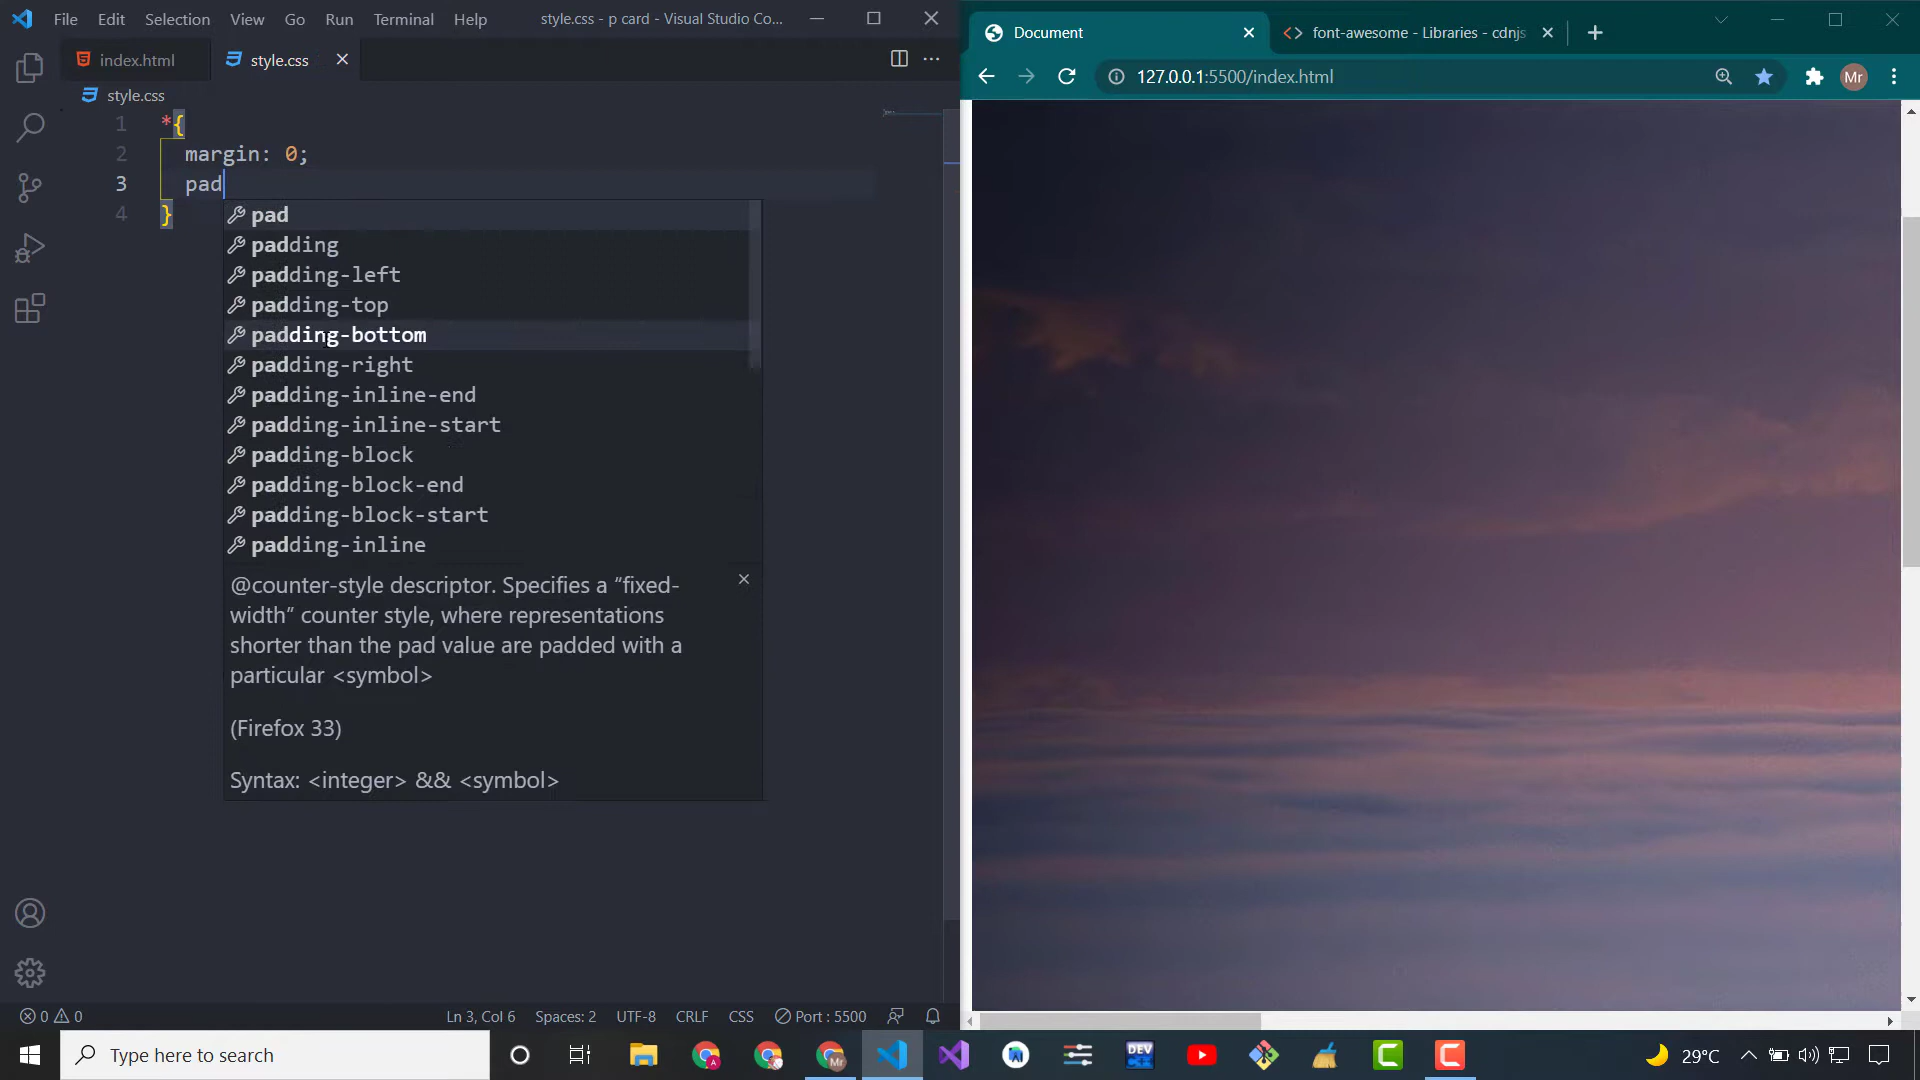 File Edit Selection View Go Run Terminal Help style.css - p card - Visual Studio Co...
index.html style.css
style.css
1 *{
2 margin: 0;
3 pad
4 }
pad
padding
padding-left
padding-top
padding-bottom
padding-right
padding-inline-end
padding-inline-start
padding-block
padding-block-end
padding-block-start
padding-inline
@counter-style descriptor. Specifies a “fixed-
width” counter style, where representations
shorter than the pad value are padded with a
particular <symbol>
(Firefox 33)
Syntax: <integer> && <symbol>
0 0 Ln 3, Col 6 Spaces: 2 UTF-8 CRLF CSS Port : 5500
Document font-awesome - Libraries - cdnjs
127.0.0.1:5500/index.html Mr
Type here to search Mr DEV 29°C